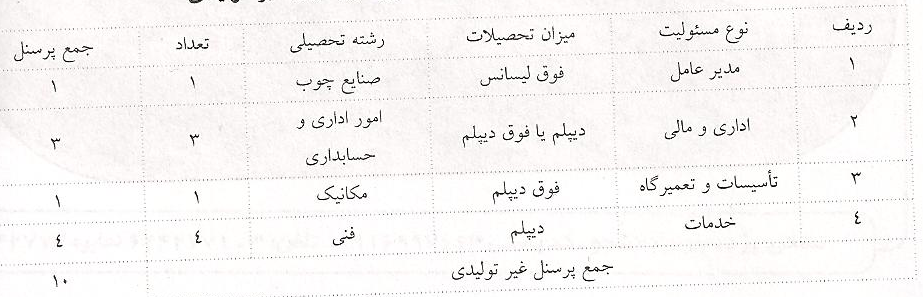 ردیف نوع مسئولیت میزان تحصیلات رشته تحصیلی تعداد جمع پرسنل
۱ مدیر عامل فوق لیسانس صنایع چوب ۱ ۱
۲ اداری و مالی دیپلم یا فوق دیپلم امور اداری و حسابداری ۳ ۳
۳ تأسیسات و تعمیرگاه فوق دیپلم مکانیک ۱ ۱
٤ خدمات دیپلم فنی ٤ ٤
جمع پرسنل غیر تولیدی ۱۰